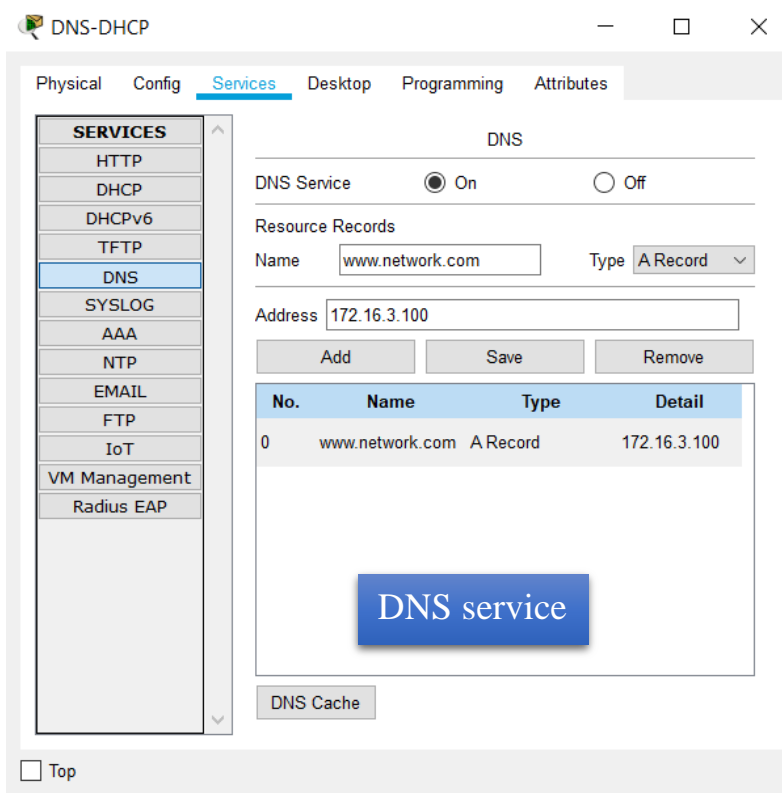 DNS-DHCP
Physical Config Services Desktop Programming Attributes
SERVICES
HTTP
DHCP
DHCPv6
TFTP
DNS
SYSLOG
AAA
NTP
EMAIL
FTP
IoT
VM Management
Radius EAP
DNS
DNS Service On Off
Resource Records
Name www.network.com Type A Record
Address 172.16.3.100
Add Save Remove
No. Name Type Detail
0 www.network.com A Record 172.16.3.100
DNS service
DNS Cache
Top